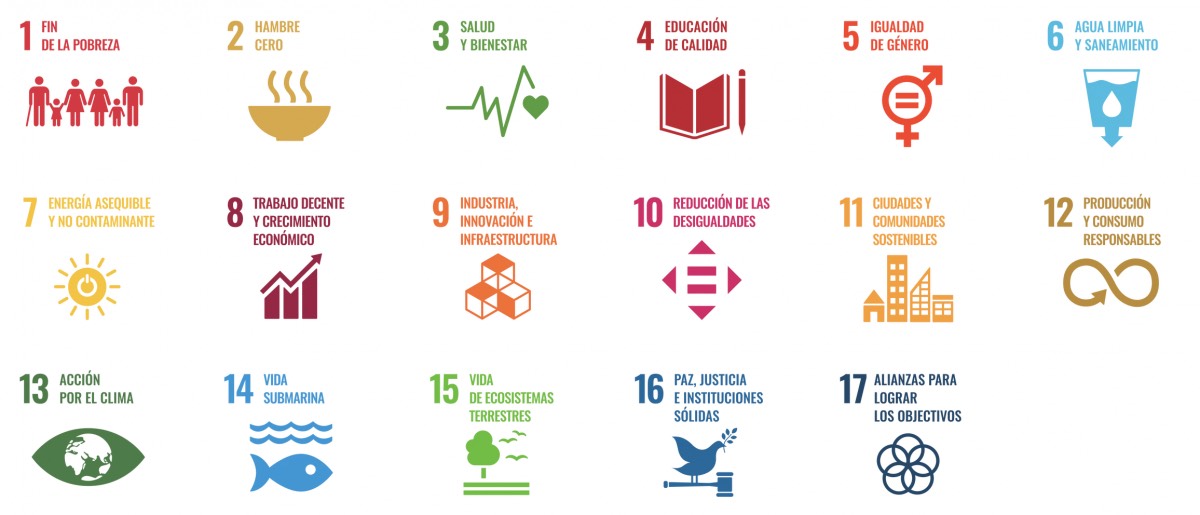 1 FIN
DE LA POBREZA
2 HAMBRE
CERO
3 SALUD
Y BIENESTAR
4 EDUCACIÓN
DE CALIDAD
5 IGUALDAD
DE GÉNERO
6 AGUA LIMPIA
Y SANEAMIENTO
7 ENERGÍA ASEQUIBLE
Y NO CONTAMINANTE
8 TRABAJO DECENTE
Y CRECIMIENTO
ECONÓMICO
9 INDUSTRIA,
INNOVACIÓN E
INFRAESTRUCTURA
10 REDUCCIÓN DE LAS
DESIGUALDADES
11 CIUDADES Y
COMUNIDADES
SOSTENIBLES
12 PRODUCCIÓN
Y CONSUMO
RESPONSABLES
13 ACCIÓN
POR EL CLIMA
14 VIDA
SUBMARINA
15 VIDA
DE ECOSISTEMAS
TERRESTRES
16 PAZ, JUSTICIA
E INSTITUCIONES
SÓLIDAS
17 ALIANZAS PARA
LOGRAR
LOS OBJECTIVOS